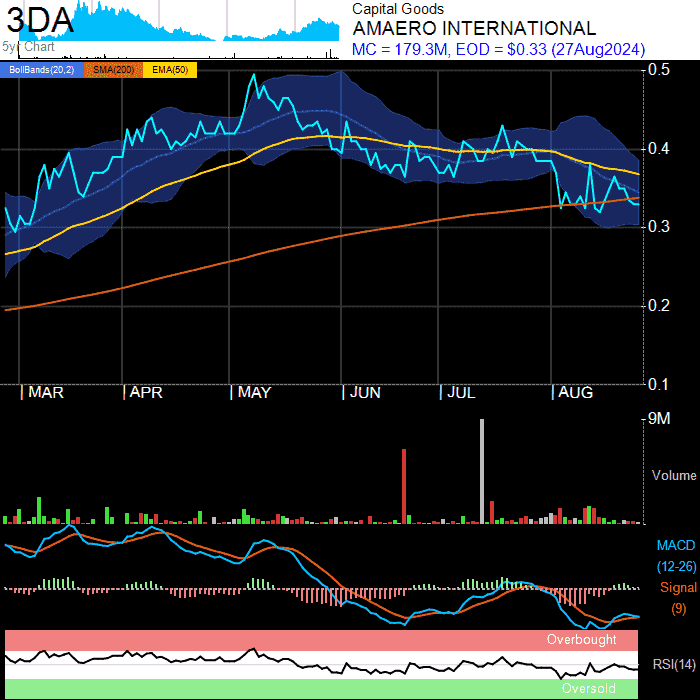 3DA
5yr Chart
Capital Goods
AMAERO INTERNATIONAL
MC = 179.3M, EOD = $0.33 (27Aug2024)
BollBands(20,2) SMA(200) EMA(50)
0.5
0.4
0.3
0.2
0.1
| MAR | APR | MAY | JUN | JUL | AUG
9M
Volume
MACD
(12-26)
Signal
(9)
Overbought
RSI(14)
Oversold